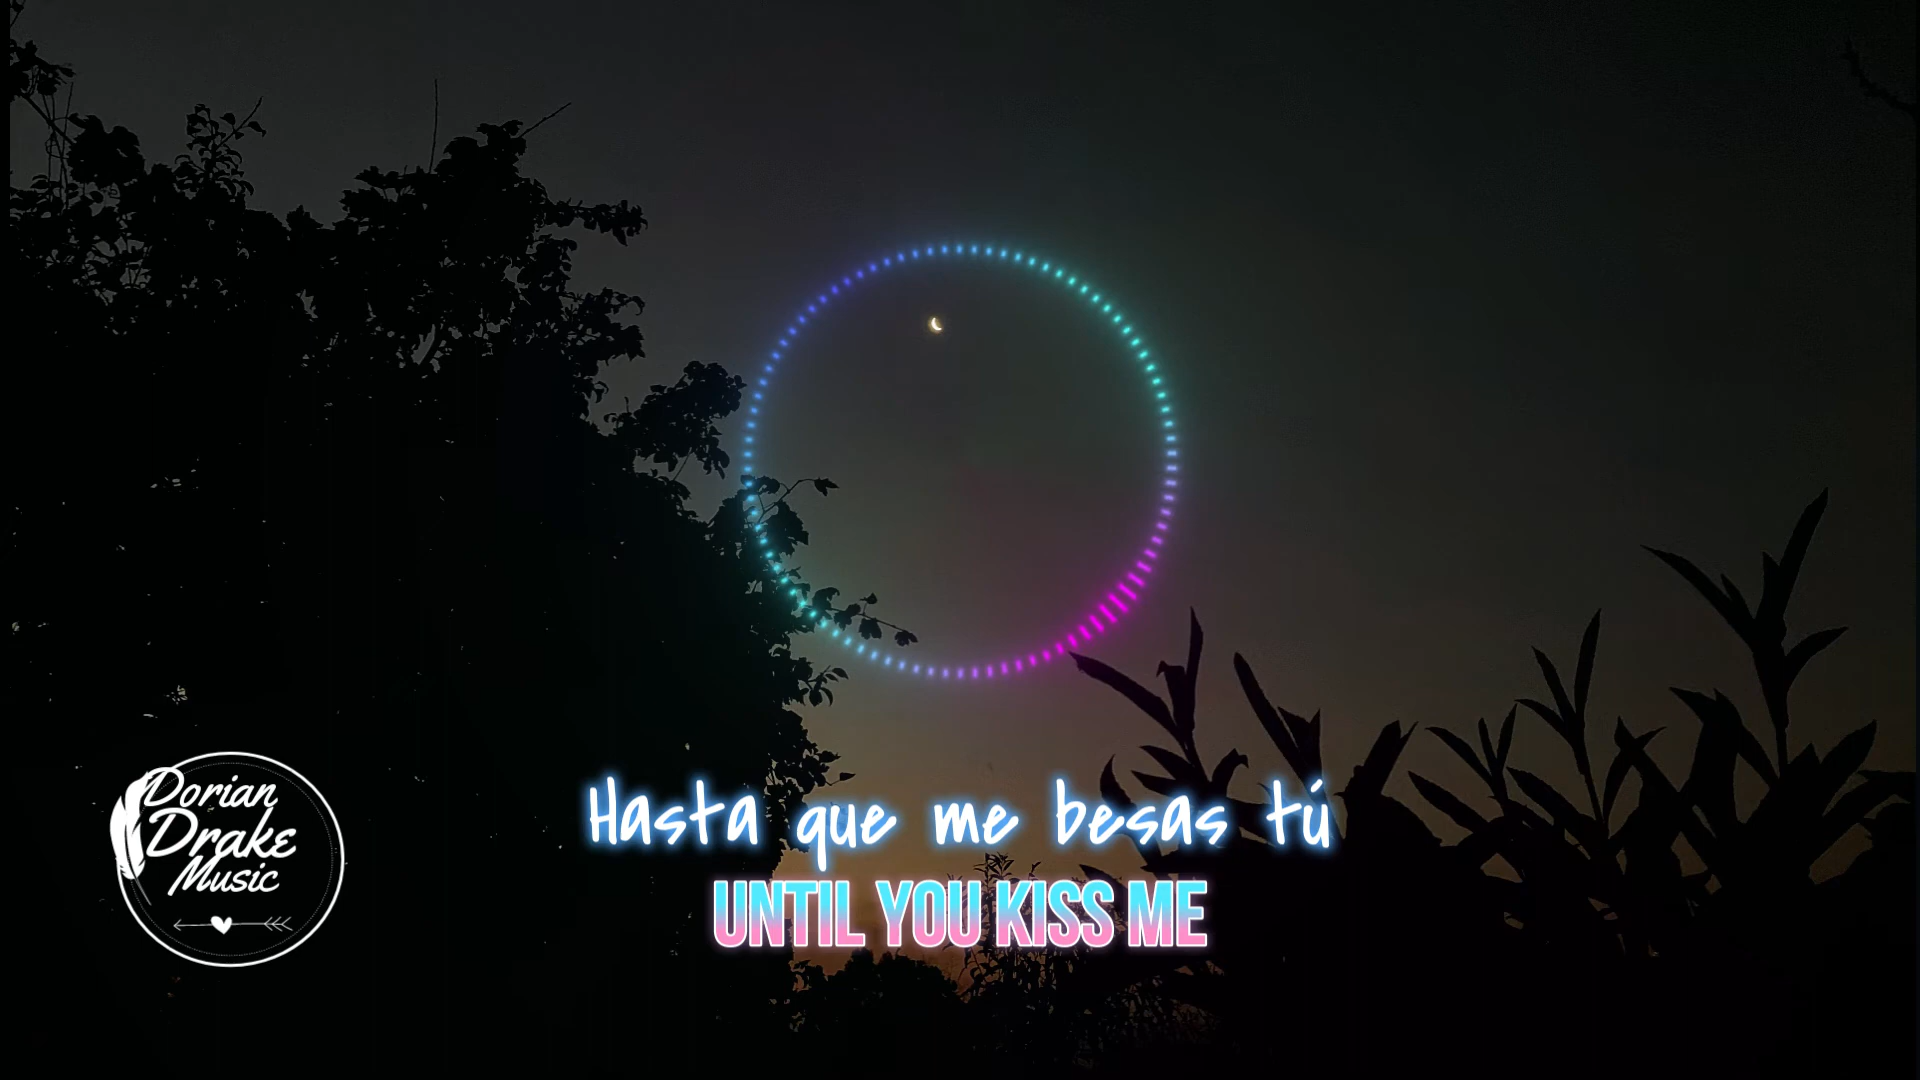 Hasta que me besas tú
UNTIL YOU KISS ME
Dorian
Drake
Music